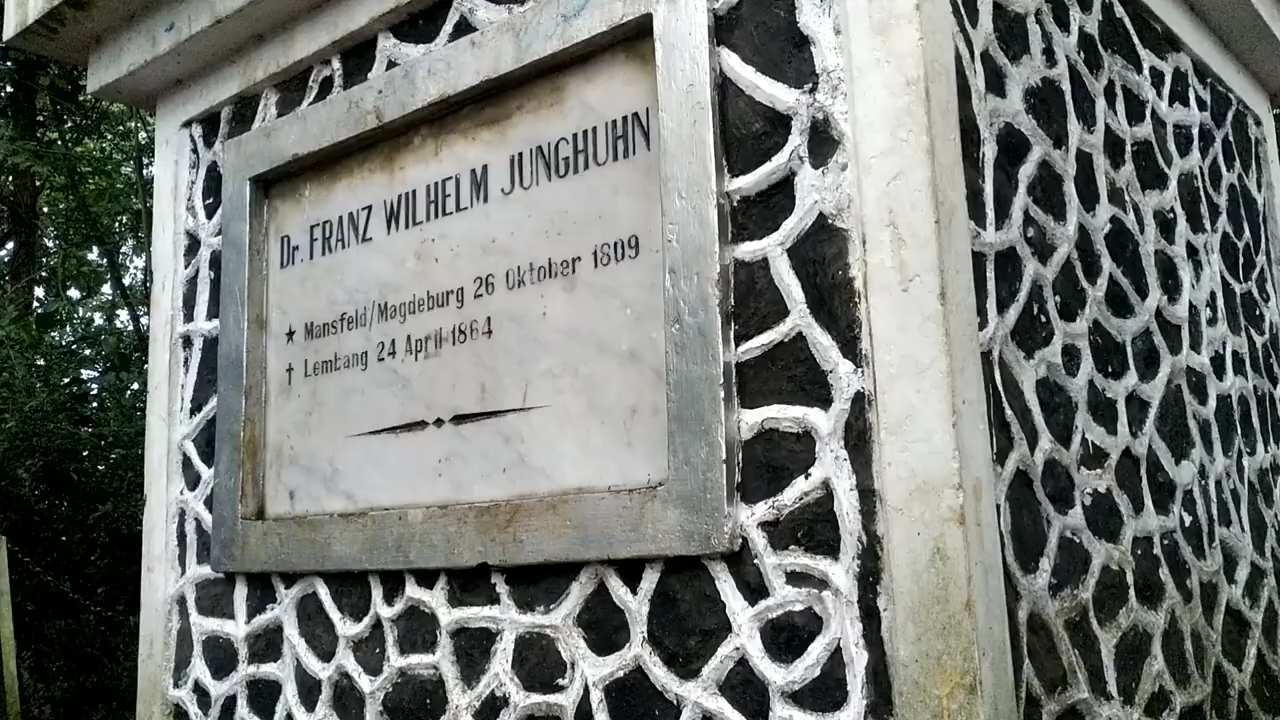 Dr. FRANZ WILHELM JUNGHUHN
★ Mansfeld/Magdeburg 26 Oktober 1809
† Lembang 24 April 1864